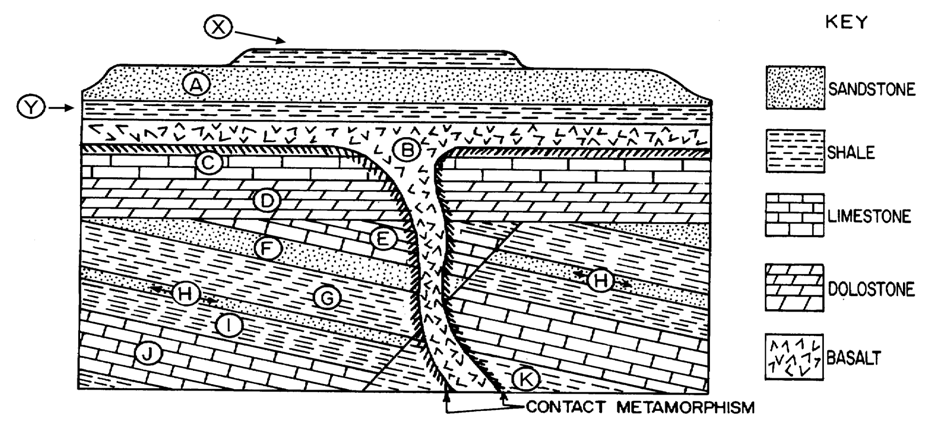 X
KEY
A
SANDSTONE
Y
B
SHALE
C
D
LIMESTONE
E
F
H
H
G
DOLOSTONE
I
J
BASALT
K
CONTACT METAMORPHISM